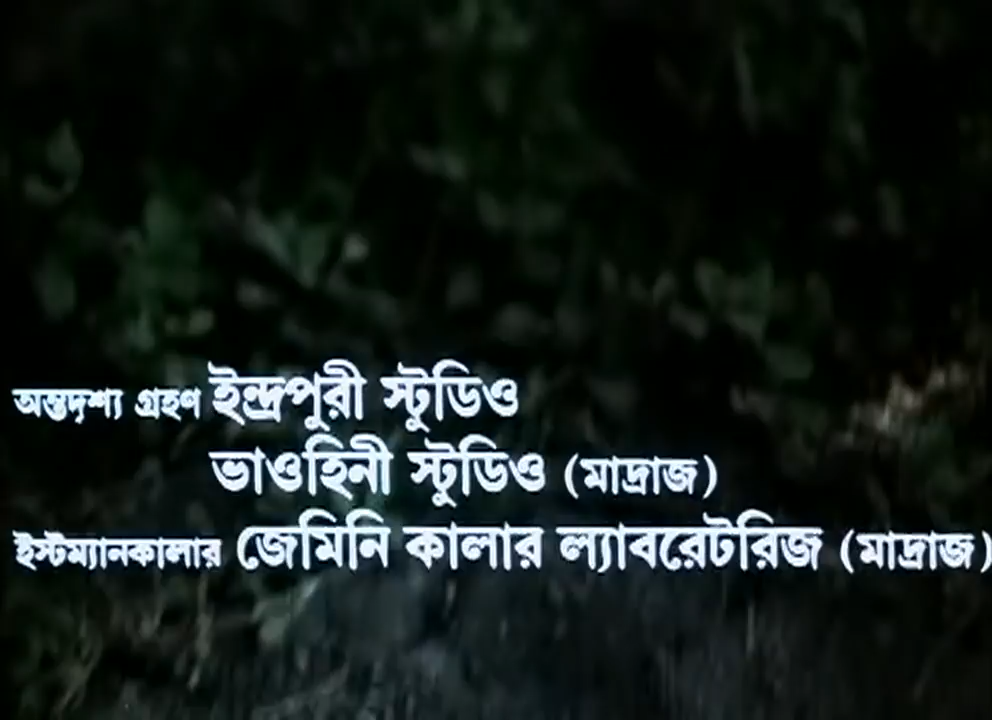 অন্তদৃশ্য গ্রহণ ইন্দ্রপুরী স্টুডিও
ভাওহিনী স্টুডিও (মাদ্রাজ)
ইস্টম্যানকালার জেমিনি কালার ল্যাবরেটরিজ (মাদ্রাজ)